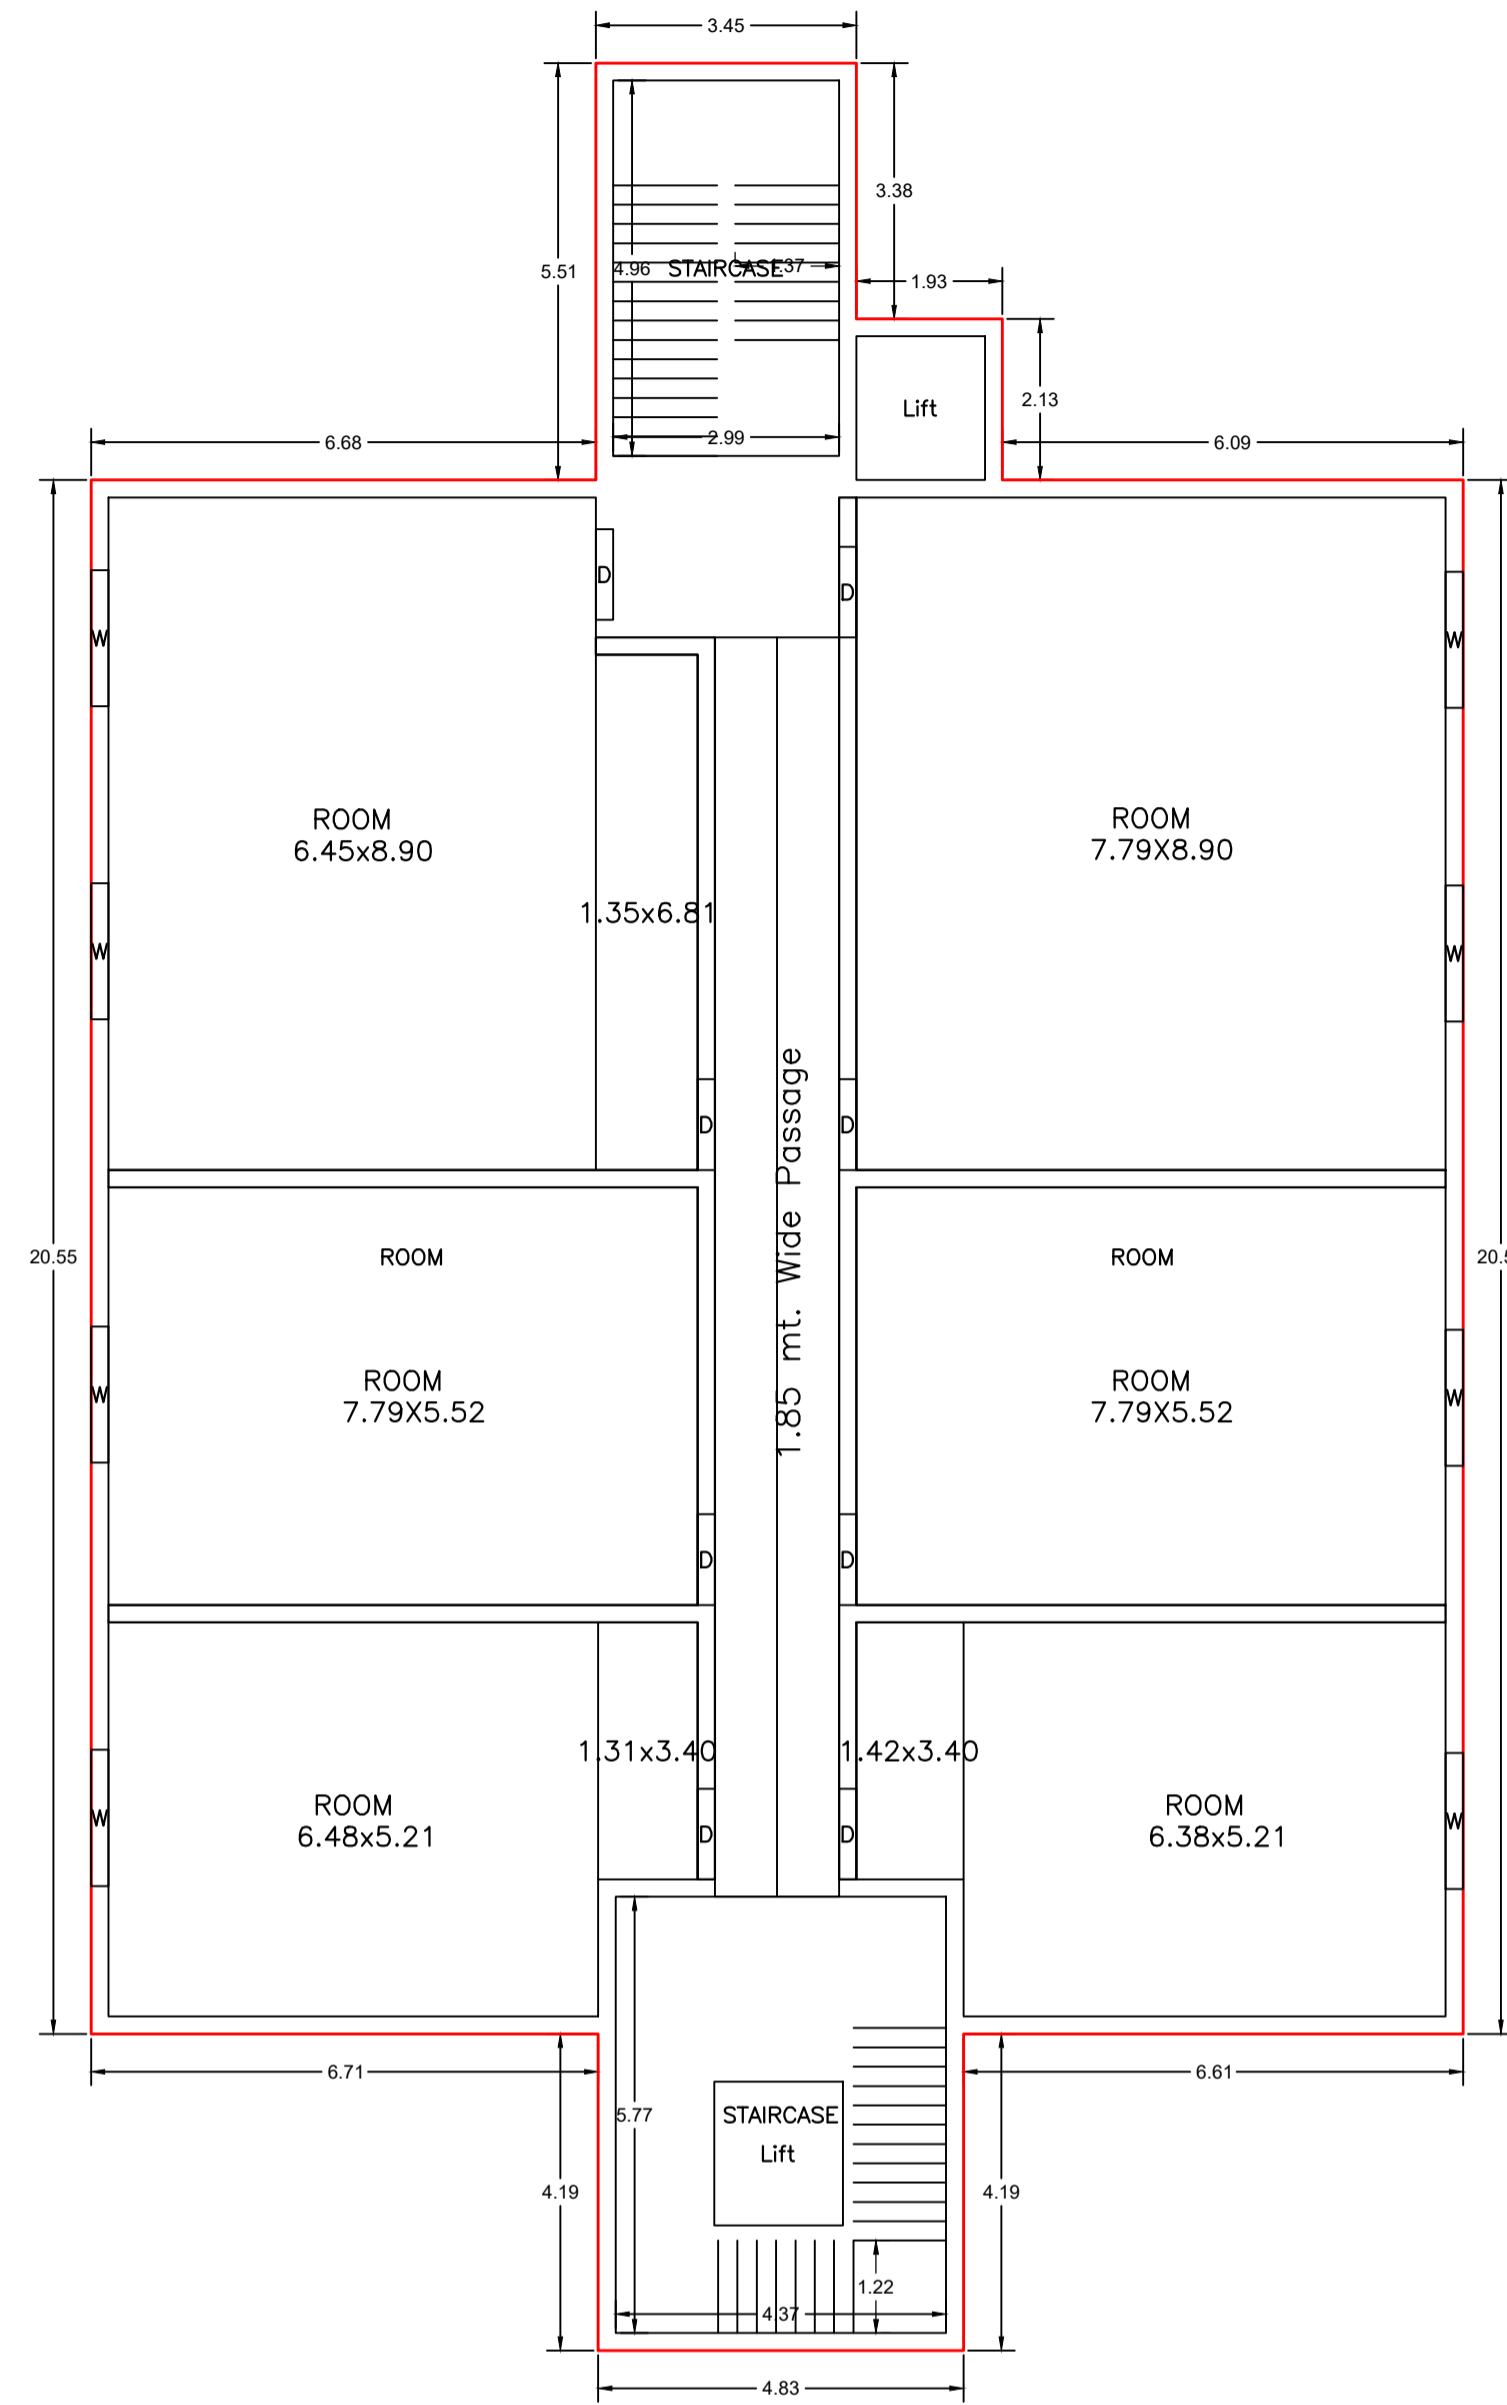 3.45
3.38
5.51
4.96
STAIRCASE
1.93
2.13
Lift
6.68
2.99
6.09
D
D
W
W
ROOM
6.45x8.90
ROOM
7.79X8.90
1.35x6.81
W
W
D
D
1.85 mt. Wide Passage
20.55
ROOM
ROOM
ROOM
7.79X5.52
ROOM
7.79X5.52
W
W
D
D
1.31x3.40
1.42x3.40
ROOM
6.48x5.21
ROOM
6.38x5.21
W
W
D
D
6.71
6.61
5.77
STAIRCASE
Lift
4.19
4.19
1.22
4.37
4.83